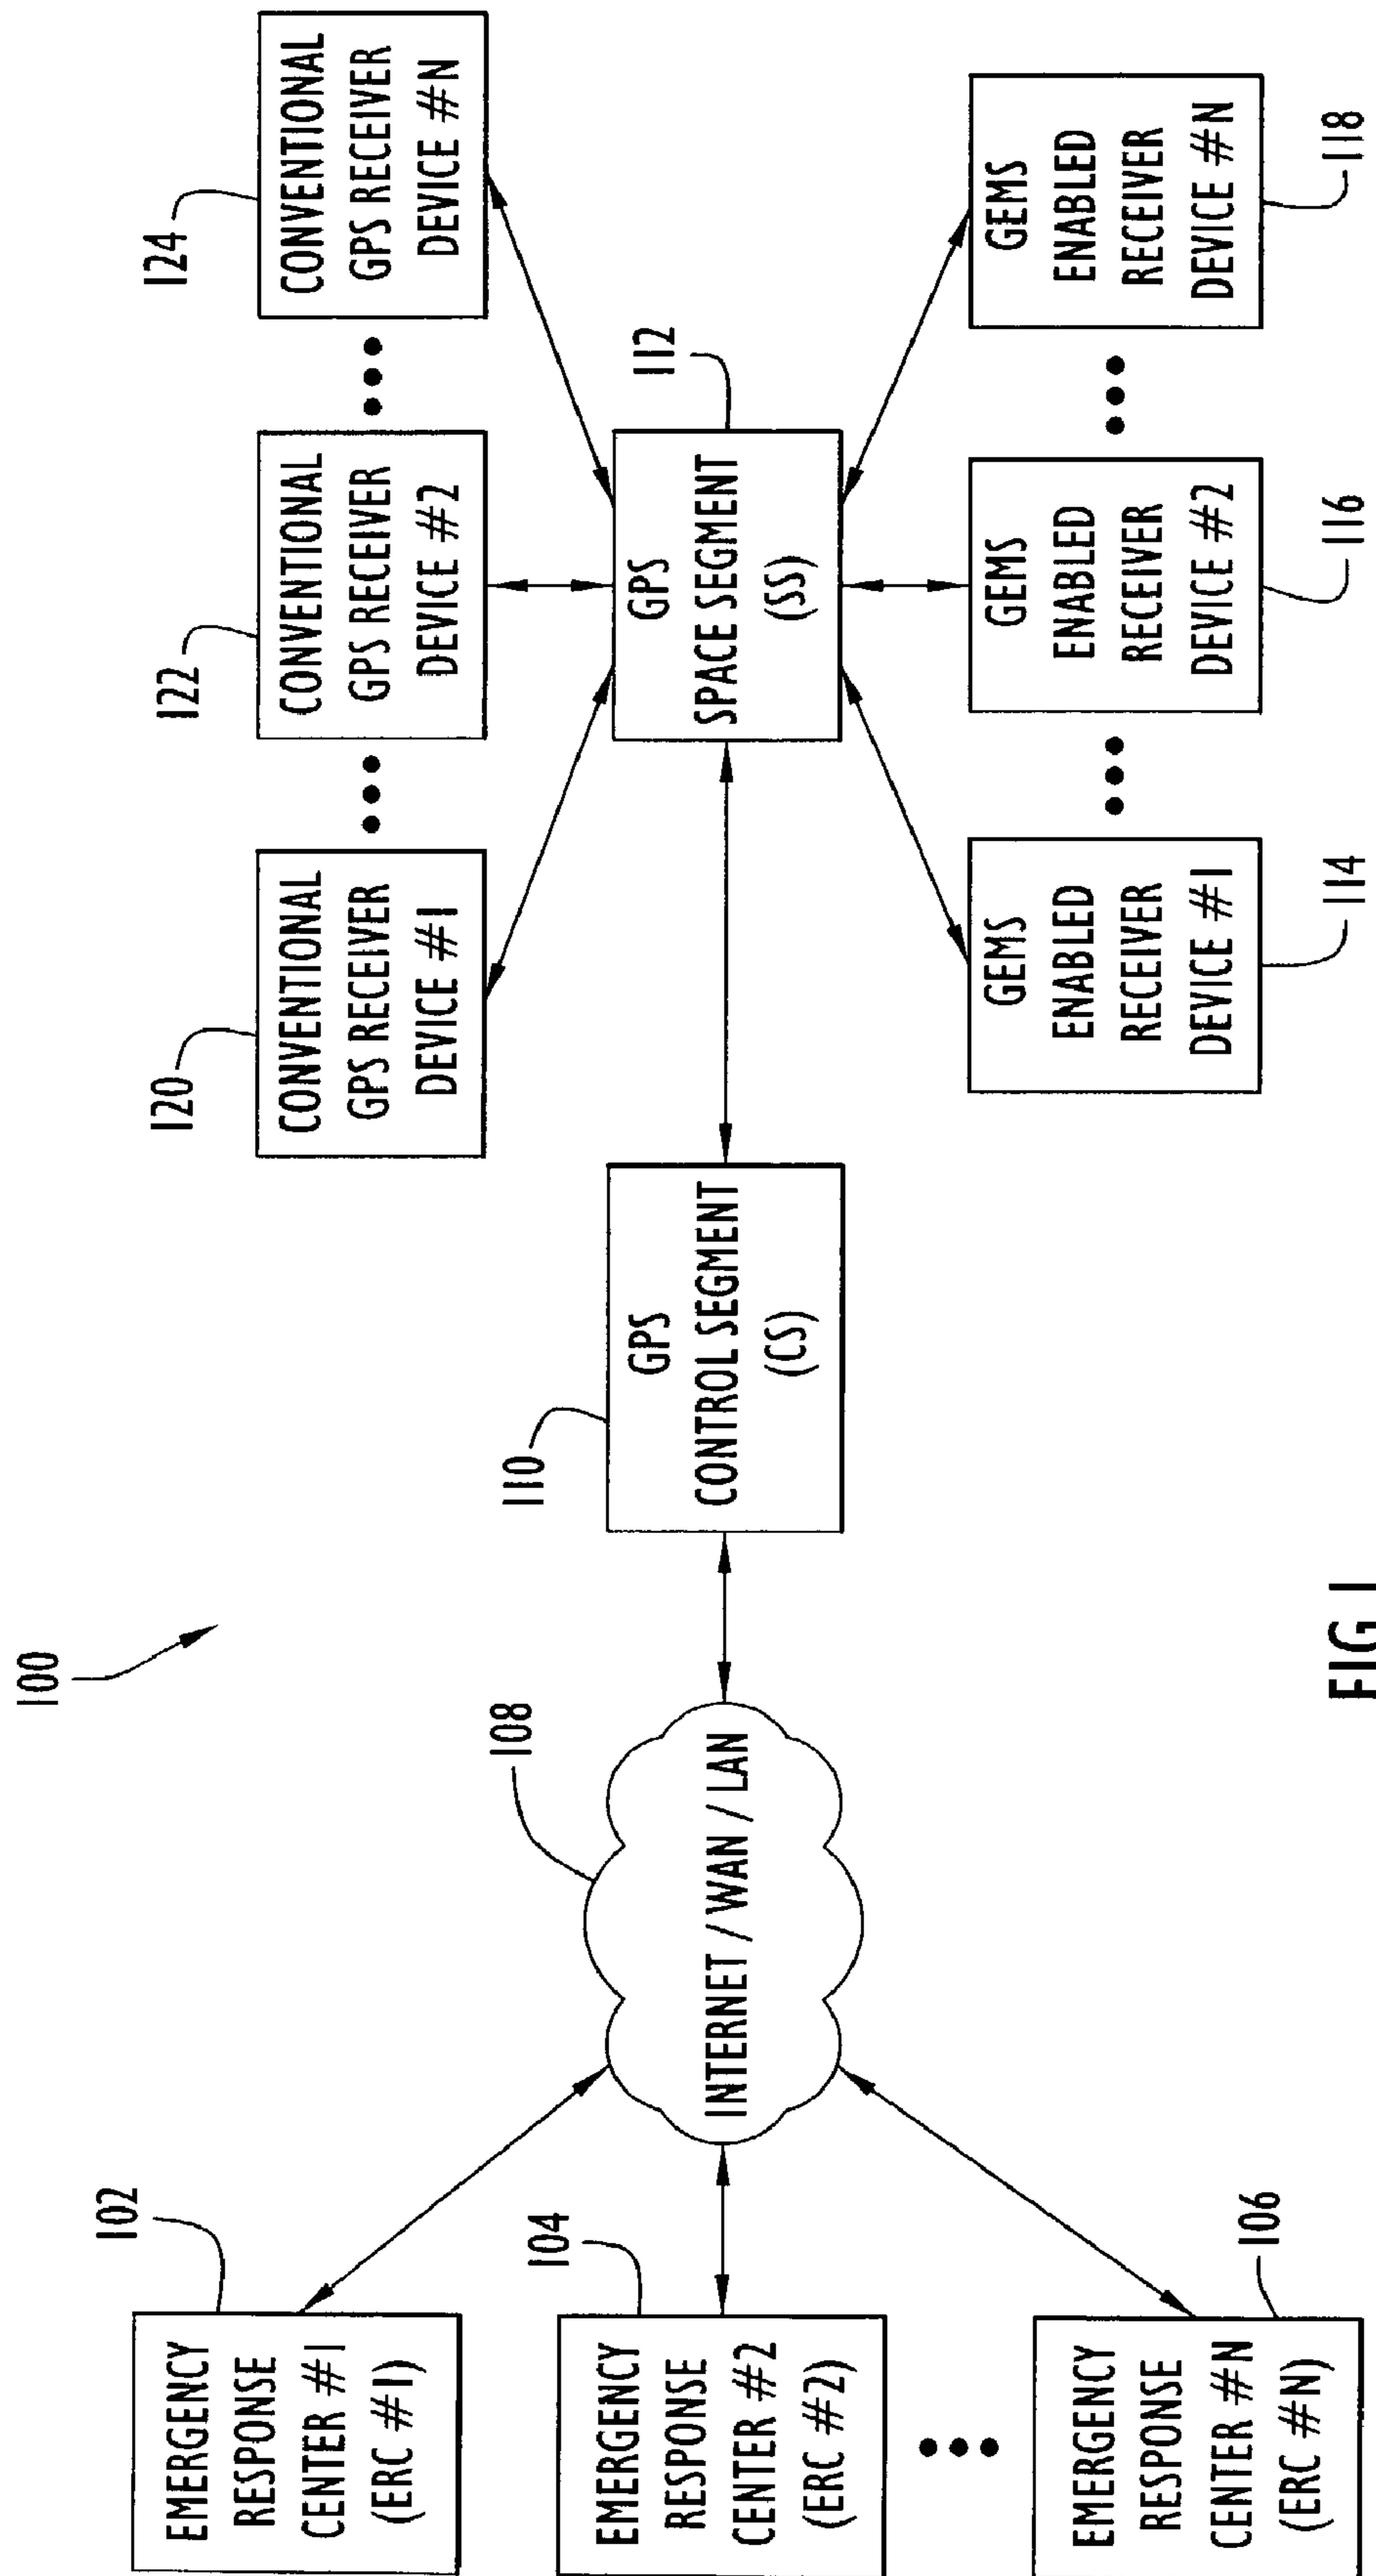 100
102
EMERGENCY
RESPONSE
CENTER #1
(ERC #1)
104
EMERGENCY
RESPONSE
CENTER #2
(ERC #2)
106
EMERGENCY
RESPONSE
CENTER #N
(ERC #N)
108
INTERNET / WAN / LAN
110
GPS
CONTROL SEGMENT
(CS)
112
GPS
SPACE SEGMENT
(SS)
120
CONVENTIONAL
GPS RECEIVER
DEVICE #1
122
CONVENTIONAL
GPS RECEIVER
DEVICE #2
124
CONVENTIONAL
GPS RECEIVER
DEVICE #N
GEMS
ENABLED
RECEIVER
DEVICE #1
114
GEMS
ENABLED
RECEIVER
DEVICE #2
116
GEMS
ENABLED
RECEIVER
DEVICE #N
118
FIG.1